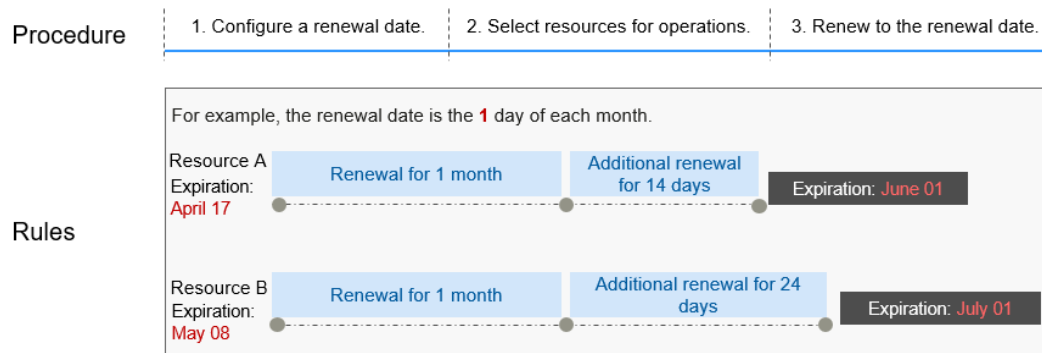 Procedure
1. Configure a renewal date.
2. Select resources for operations.
3. Renew to the renewal date.
Rules
For example, the renewal date is the 1 day of each month.
Resource A
Expiration:
April 17
Renewal for 1 month
Additional renewal
for 14 days
Expiration: June 01
Resource B
Expiration:
May 08
Renewal for 1 month
Additional renewal for 24
days
Expiration: July 01